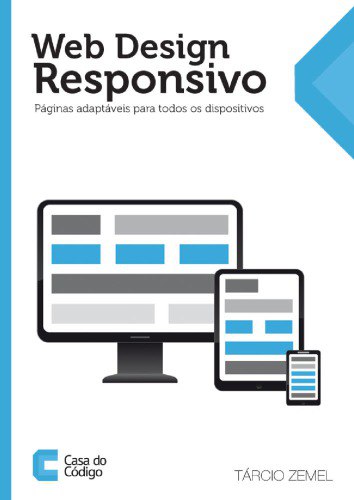 Web Design
Responsivo
Páginas adaptáveis para todos os dispositivos
Casa do
Código
TÁRCIO ZEMEL